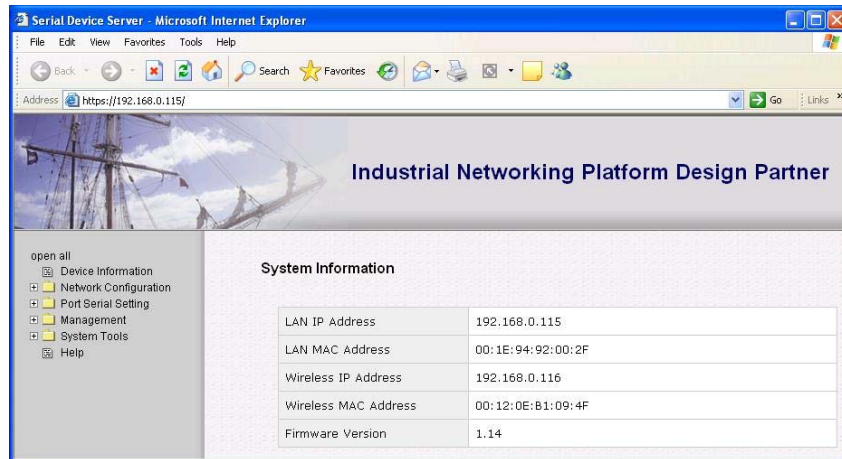 Serial Device Server - Microsoft Internet Explorer
File Edit View Favorites Tools Help
Back Search Favorites
Address https://192.168.0.115/ Go Links »
Industrial Networking Platform Design Partner
open all
Device Information
Network Configuration
Port Serial Setting
Management
System Tools
Help
System Information
LAN IP Address 192.168.0.115
LAN MAC Address 00:1E:94:92:00:2F
Wireless IP Address 192.168.0.116
Wireless MAC Address 00:12:0E:B1:09:4F
Firmware Version 1.14